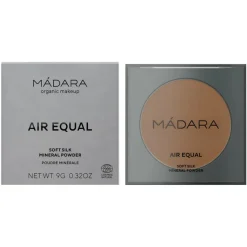 MÁDARA
organic makeup
AIR EQUAL
SOFT SILK
MINERAL POWDER
POUDRE MINÉRALE
NET WT. 9G 0.32OZ
MÁDARA
AIR EQUAL
SOFT SILK
MINERAL POWDER